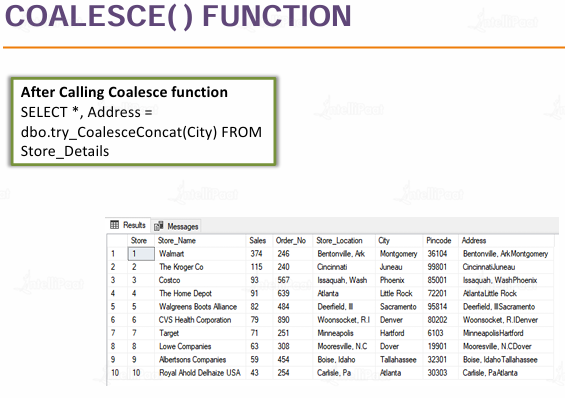 COALESCE( ) FUNCTION
After Calling Coalesce function
SELECT *, Address =
dbo.try_CoalesceConcat(City) FROM
Store_Details
Results Messages
Store Store_Name Sales Order_No Store_Location City Pincode Address
1 1 Walmart 374 246 Bentonville, Ark Montgomery 36104 Bentonville, ArkMontgomery
2 2 The Kroger Co 115 240 Cincinnati Juneau 99801 CincinnatiJuneau
3 3 Costco 93 567 Issaquah, Wash Phoenix 85001 Issaquah, WashPhoenix
4 4 The Home Depot 91 639 Atlanta Little Rock 72201 AtlantaLittle Rock
5 5 Walgreens Boots Alliance 82 484 Deerfield, Ill Sacramento 95814 Deerfield, IllSacramento
6 6 CVS Health Corporation 79 890 Woonsocket, R.I Denver 80202 Woonsocket, R.IDenver
7 7 Target 71 251 Minneapolis Hartford 6103 MinneapolisHartford
8 8 Lowe Companies 63 308 Mooresville, N.C Dover 19901 Mooresville, N.CDover
9 9 Albertsons Companies 59 454 Boise, Idaho Tallahassee 32301 Boise, IdahoTallahassee
10 10 Royal Ahold Delhaize USA 43 254 Carlisle, Pa Atlanta 30303 Carlisle, PaAtlanta